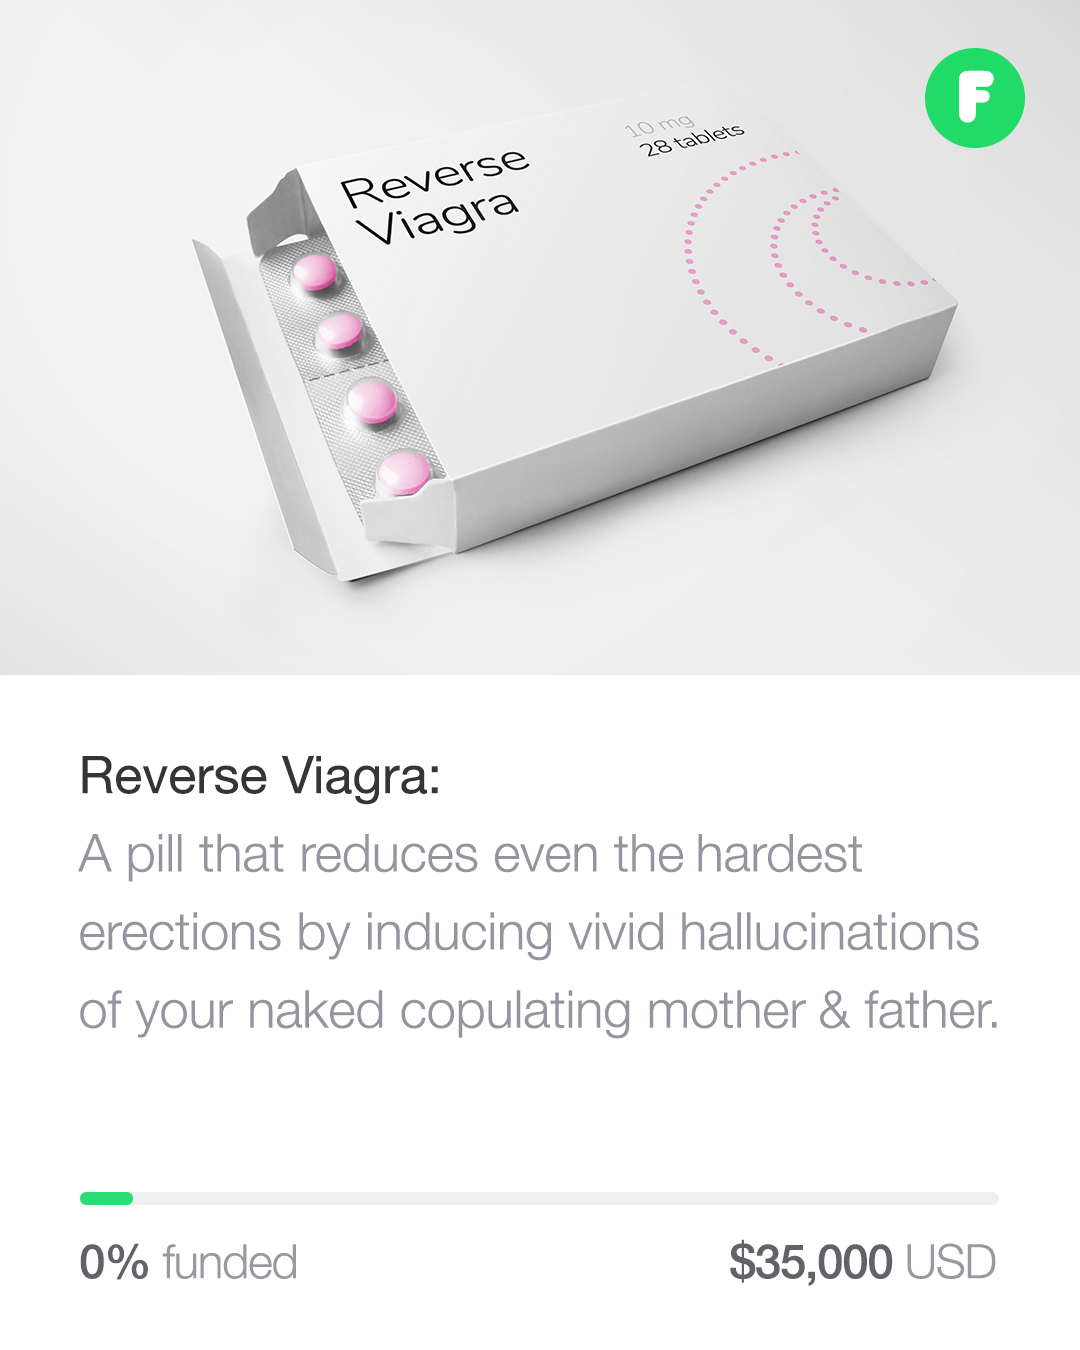 F
10 mg
28 tablets
Reverse
Viagra
Reverse Viagra:
A pill that reduces even the hardest
erections by inducing vivid hallucinations
of your naked copulating mother & father.
0% funded
$35,000 USD